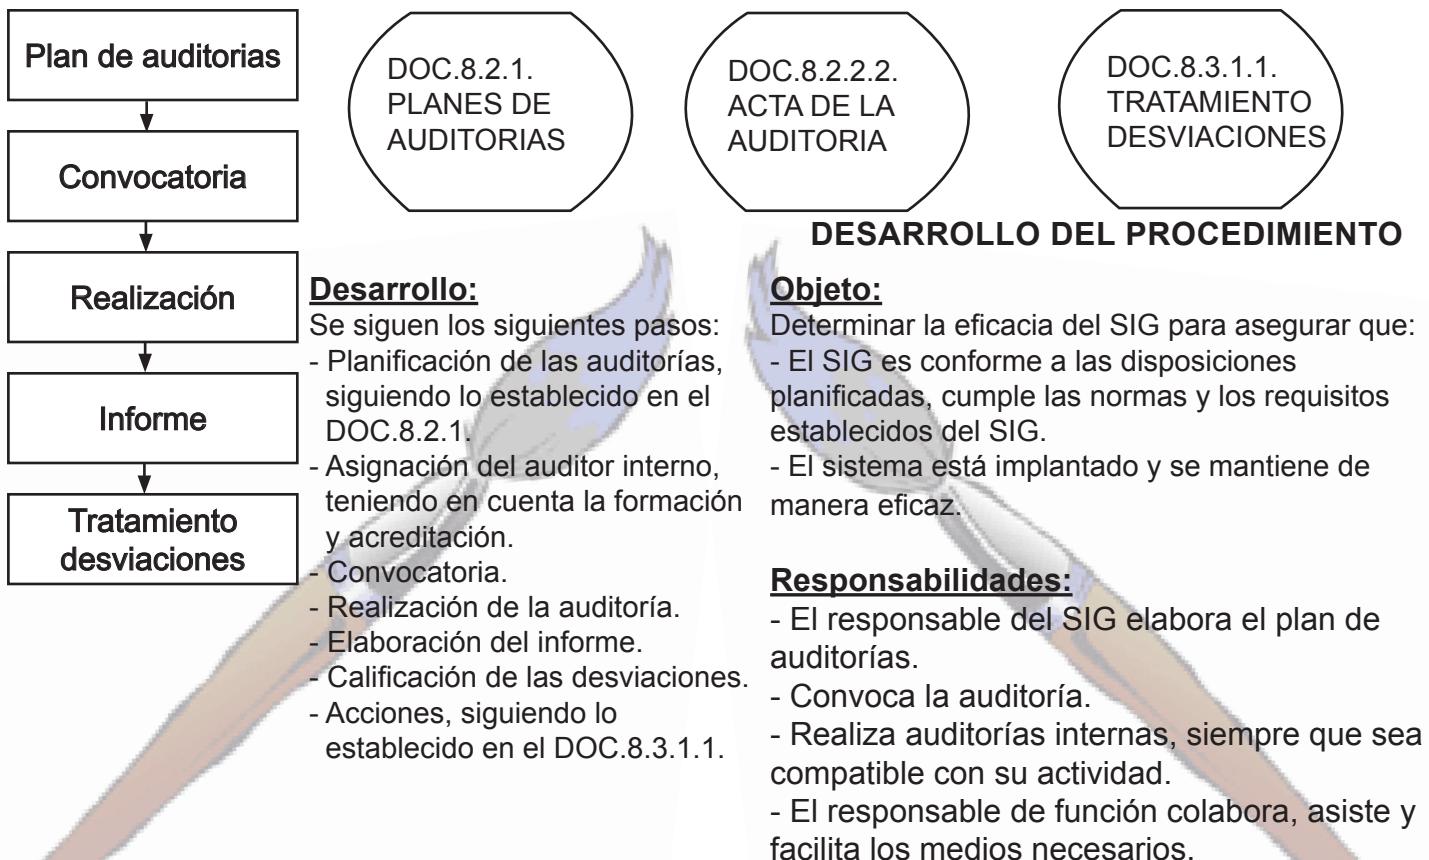 Plan de auditorias
Convocatoria
Realización
Informe
Tratamiento
desviaciones
DOC.8.2.1.
PLANES DE
AUDITORIAS
DOC.8.2.2.2.
ACTA DE LA
AUDITORIA
DOC.8.3.1.1.
TRATAMIENTO
DESVIACIONES
DESARROLLO DEL PROCEDIMIENTO
Desarrollo:
Se siguen los siguientes pasos:
- Planificación de las auditorías,
siguiendo lo establecido en el
DOC.8.2.1.
- Asignación del auditor interno,
teniendo en cuenta la formación
y acreditación.
- Convocatoria.
- Realización de la auditoría.
- Elaboración del informe.
- Calificación de las desviaciones.
- Acciones, siguiendo lo
establecido en el DOC.8.3.1.1.
Objeto:
Determinar la eficacia del SIG para asegurar que:
- El SIG es conforme a las disposiciones
planificadas, cumple las normas y los requisitos
establecidos del SIG.
- El sistema está implantado y se mantiene de
manera eficaz.
Responsabilidades:
- El responsable del SIG elabora el plan de
auditorías.
- Convoca la auditoría.
- Realiza auditorías internas, siempre que sea
compatible con su actividad.
- El responsable de función colabora, asiste y
facilita los medios necesarios.